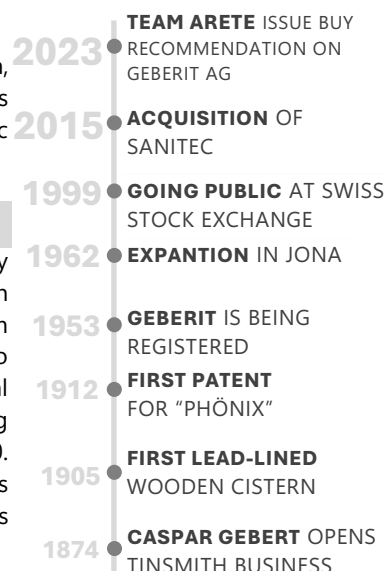 TEAM ARETE ISSUE BUY
2023 RECOMMENDATION ON
GEBERIT AG
2015 ACQUISITION OF
SANITEC
1999 GOING PUBLIC AT SWISS
STOCK EXCHANGE
1962 EXPANTION IN JONA
1953 GEBERIT IS BEING
REGISTERED
1912 FIRST PATENT
FOR “PHÖNIX”
1905 FIRST LEAD-LINED
WOODEN CISTERN
1874 CASPAR GEBERT OPENS
TINSMITH BUSINESS